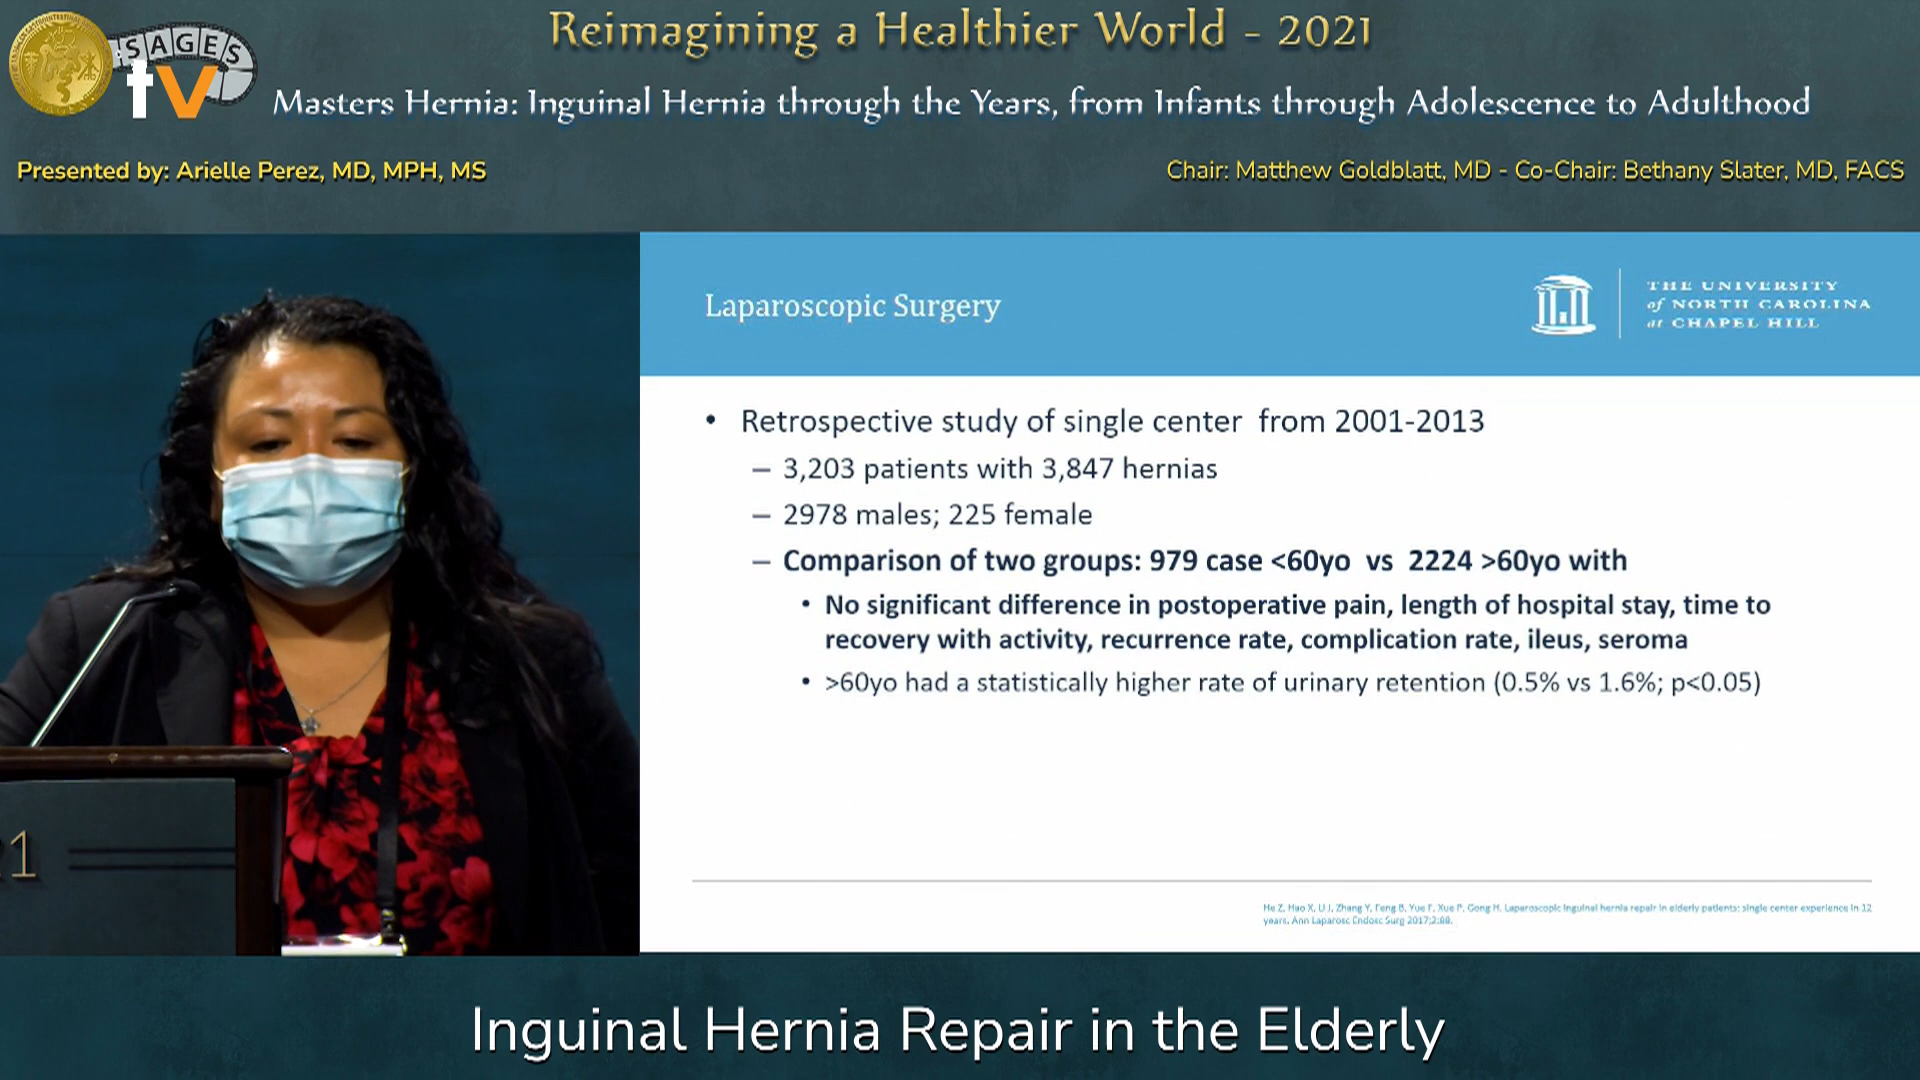 Reimagining a Healthier World - 2021
SAGES
tv
Masters Hernia: Inguinal Hernia through the Years, from Infants through Adolescence to Adulthood
Presented by: Arielle Perez, MD, MPH, MS
Chair: Matthew Goldblatt, MD - Co-Chair: Bethany Slater, MD, FACS
Laparoscopic Surgery
THE UNIVERSITY
of NORTH CAROLINA
at CHAPEL HILL
• Retrospective study of single center from 2001-2013
– 3,203 patients with 3,847 hernias
– 2978 males; 225 female
– Comparison of two groups: 979 case <60yo vs 2224 >60yo with
• No significant difference in postoperative pain, length of hospital stay, time to
recovery with activity, recurrence rate, complication rate, ileus, seroma
• >60yo had a statistically higher rate of urinary retention (0.5% vs 1.6%; p<0.05)
He Z, Hao X, Li J, Zhang Y, Feng B, Yue F, Xue P, Gong H. Laparoscopic inguinal hernia repair in elderly patients: single center experience in 12
years. Ann Laparosc Endosc Surg 2017;2:88.
21
Inguinal Hernia Repair in the Elderly